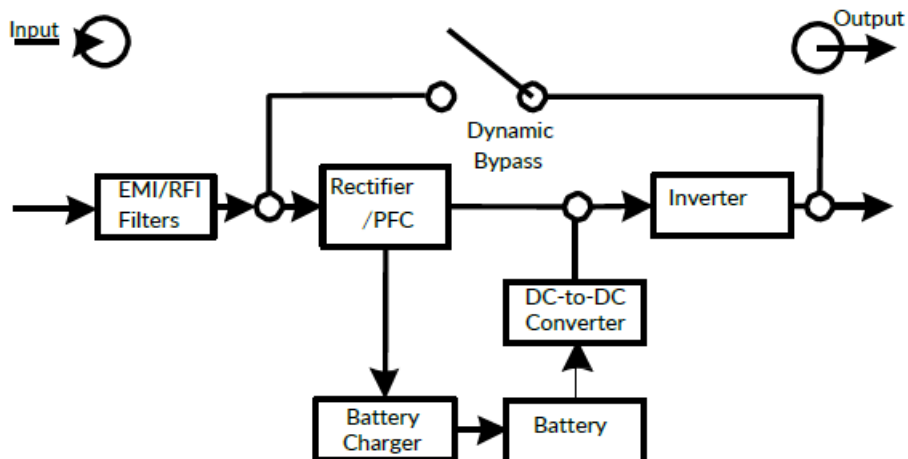 Input
Output
Dynamic
Bypass
EMI/RFI
Filters
Rectifier
/PFC
Inverter
DC-to-DC
Converter
Battery
Charger
Battery